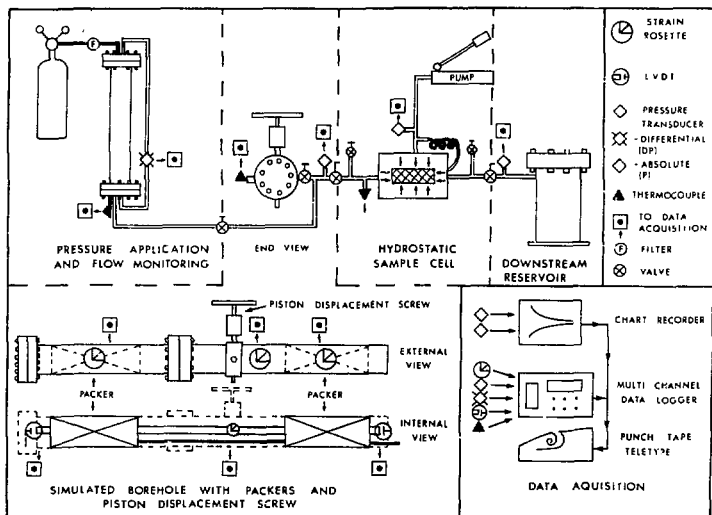 F
PUMP
PRESSURE APPLICATION
AND FLOW MONITORING
END VIEW
HYDROSTATIC
SAMPLE CELL
DOWNSTREAM
RESERVOIR
STRAIN
ROSETTE
LVDT
PRESSURE
TRANSDUCER
-DIFFERENTIAL
(DP)
-ABSOLUTE
(P)
THERMOCOUPLE
TO DATA
ACQUISITION
F
FILTER
VALVE
PISTON DISPLACEMENT SCREW
EXTERNAL
VIEW
PACKER
PACKER
INTERNAL
VIEW
SIMULATED BOREHOLE WITH PACKERS AND
PISTON DISPLACEMENT SCREW
CHART RECORDER
MULTI CHANNEL
DATA LOGGER
PUNCH TAPE
TELETYPE
DATA AQUISITION